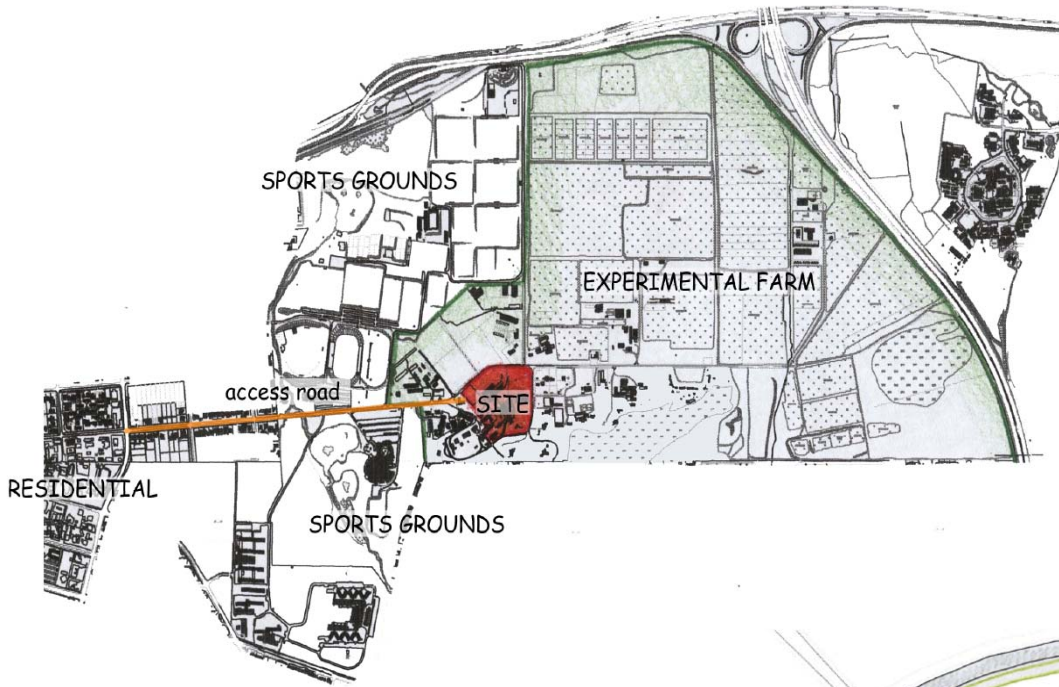 SPORTS GROUNDS
EXPERIMENTAL FARM
access road
SITE
RESIDENTIAL
SPORTS GROUNDS